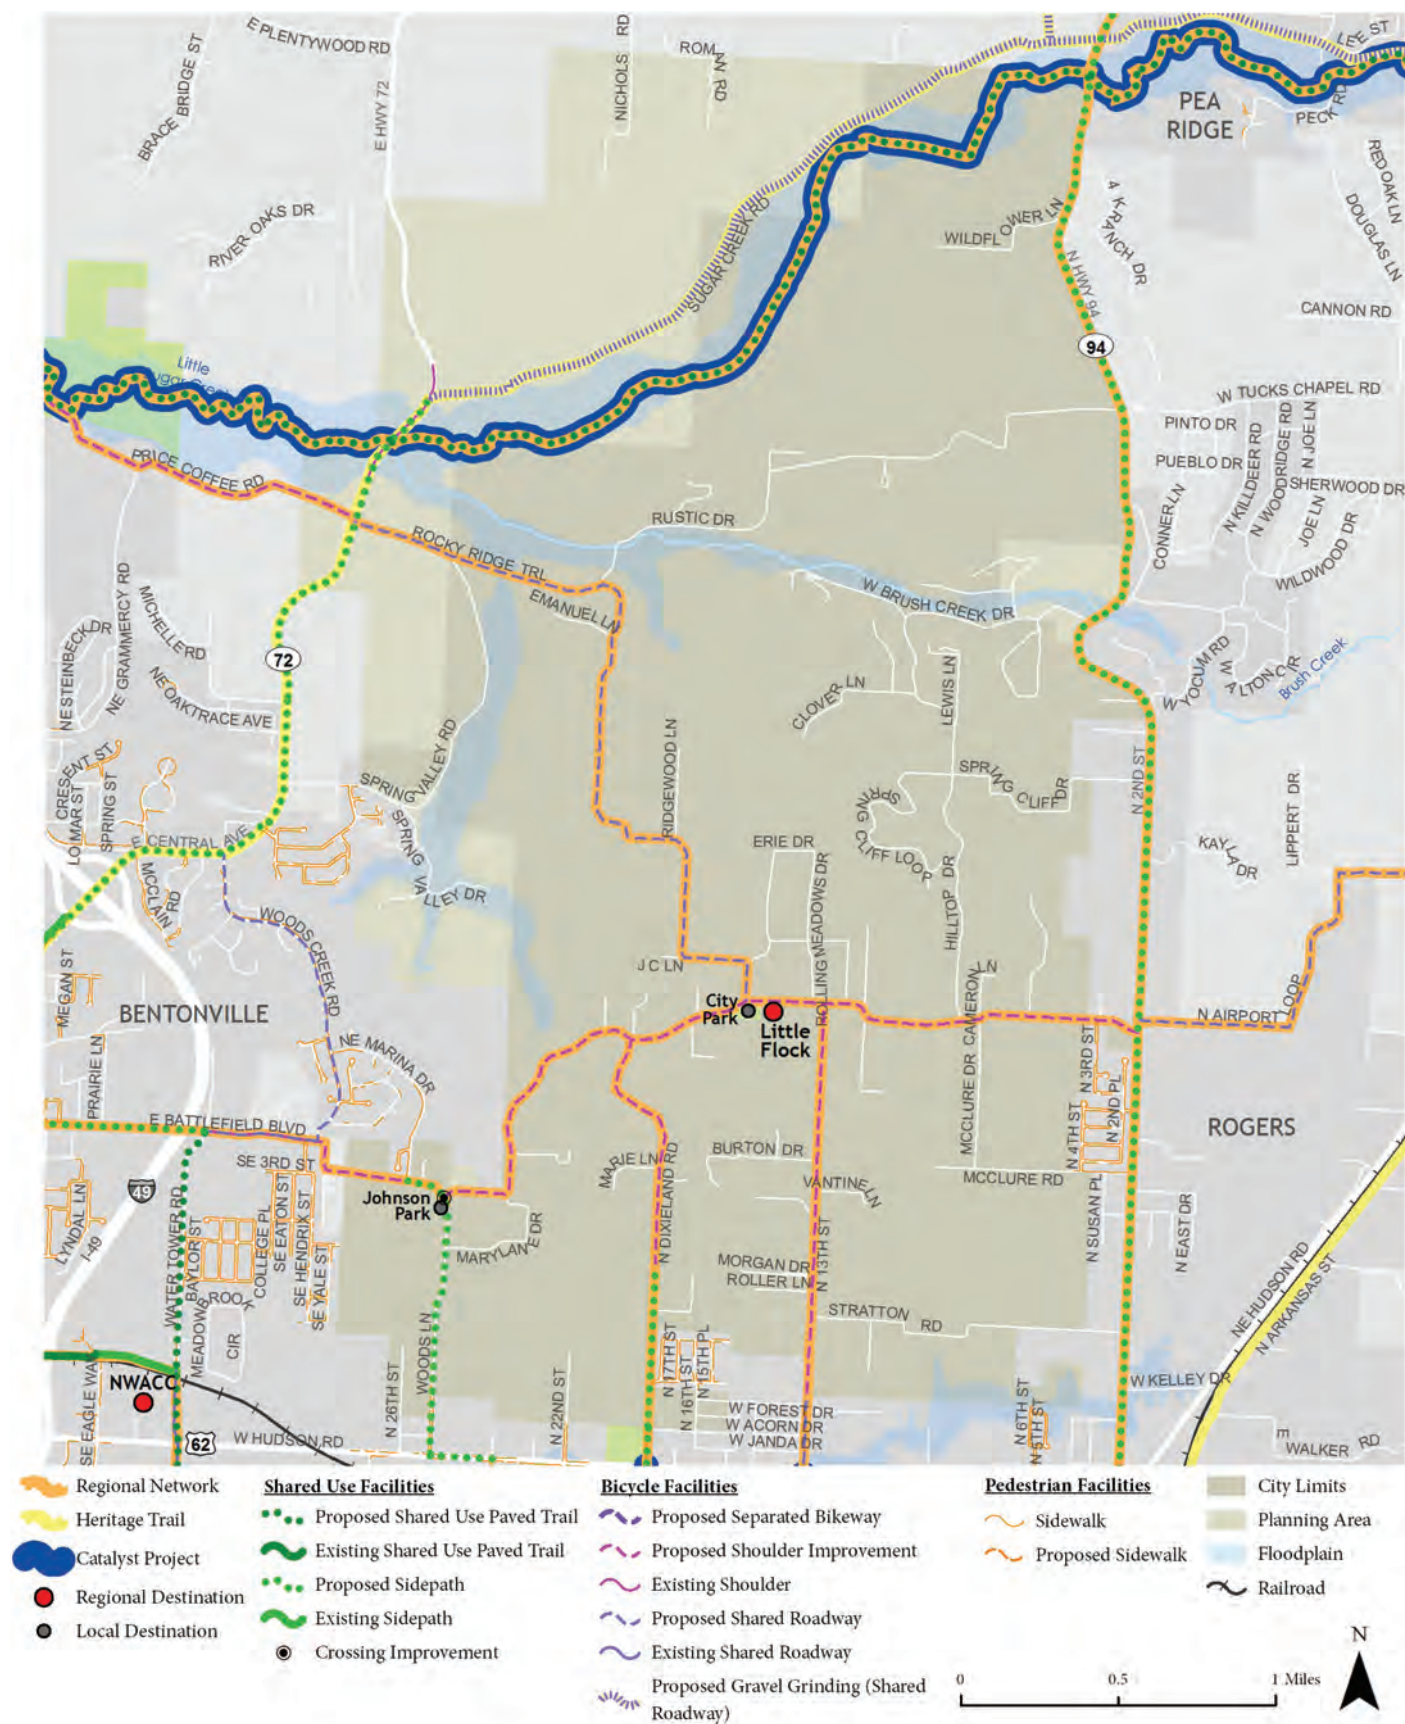 E PLENTYWOOD RD
BRACE BRIDGE ST
E HWY 72
NICHOLS RD
ROM
NN RD
LEE ST
PEA
RIDGE
PECK RD
RED OAK LN
DOUGLAS LN
RIVER OAKS DR
SUGAR CREEK RD
WILDFL
OWER LN
4 K RANCH DR
N HWY 94
CANNON RD
94
Little
Sugar Creek
W TUCKS CHAPEL RD
PINTO DR
PUEBLO DR
N KILLDEER RD
N WOODRIDGE RD
N JOE LN
SHERWOOD DR
JOE LN
CONNER LN
WILDWOOD DR
PRICE COFFEE RD
ROCKY RIDGE TRL
RUSTIC DR
EMANUEL LN
W BRUSH CREEK DR
NE STEINBECK DR
NE GRAMMERCY RD
MICHELLE RD
NE OAKTRACE AVE
72
W YOCUM RD
W
ALTON CIR
Brush Creek
CLOVER LN
LEWIS LN
SPRING VALLEY RD
RIDGEWOOD LN
N 2ND ST
CRESENT ST
LOMAR ST
SPRING ST
E CENTRAL AVE
MCCLAIN RD
SPRING VA
LLEY DR
SPRING CLIFF DR
SPRING CLIFF LOOP
ERIE DR
ROLLING MEADOWS DR
HILLTOP DR
KAYLA DR
LIPPERT DR
WOODS CREEK RD
MEGAN ST
BENTONVILLE
PRAIRIE LN
NE MARINA DR
J C LN
City
Park
Little
Flock
CAMERON
LN
MCCLURE DR
N AIRPORT
LOOP
N 3RD ST
N 4TH ST
N 2ND PL
ROGERS
E BATTLEFIELD BLVD
SE 3RD ST
Johnson
Park
MARIE LN
N DIXIELAND RD
BURTON DR
VANTINE LN
MCCLURE RD
N SUSAN PL
N EAST DR
LYNDAL LN
I-49
49
WATER TOWER RD
BAYLOR ST
COLLEGE PL
SE EATON ST
SE HENDRIX ST
SE YALE ST
MARYLANE DR
MORGAN DR
ROLLER LN
N 13TH ST
STRATTON
RD
NE HUDSON RD
N ARKANSAS ST
MEADOWB
ROOK
CIR
SE EAGLE WAY
NWACC
62
W HUDSON RD
N 26TH ST
WOODS LN
N 22ND ST
N 17TH ST
N 16TH ST
N 15TH PL
W FOREST DR
W ACORN DR
W JANDA DR
N 6TH ST
N 5TH ST
W KELLEY DR
E
WALKER RD
Regional Network
Heritage Trail
Catalyst Project
Regional Destination
Local Destination
Shared Use Facilities
Proposed Shared Use Paved Trail
Existing Shared Use Paved Trail
Proposed Sidepath
Existing Sidepath
Crossing Improvement
Bicycle Facilities
Proposed Separated Bikeway
Proposed Shoulder Improvement
Existing Shoulder
Proposed Shared Roadway
Existing Shared Roadway
Proposed Gravel Grinding (Shared
Roadway)
Pedestrian Facilities
Sidewalk
Proposed Sidewalk
City Limits
Planning Area
Floodplain
Railroad
N
0 0.5 1 Miles